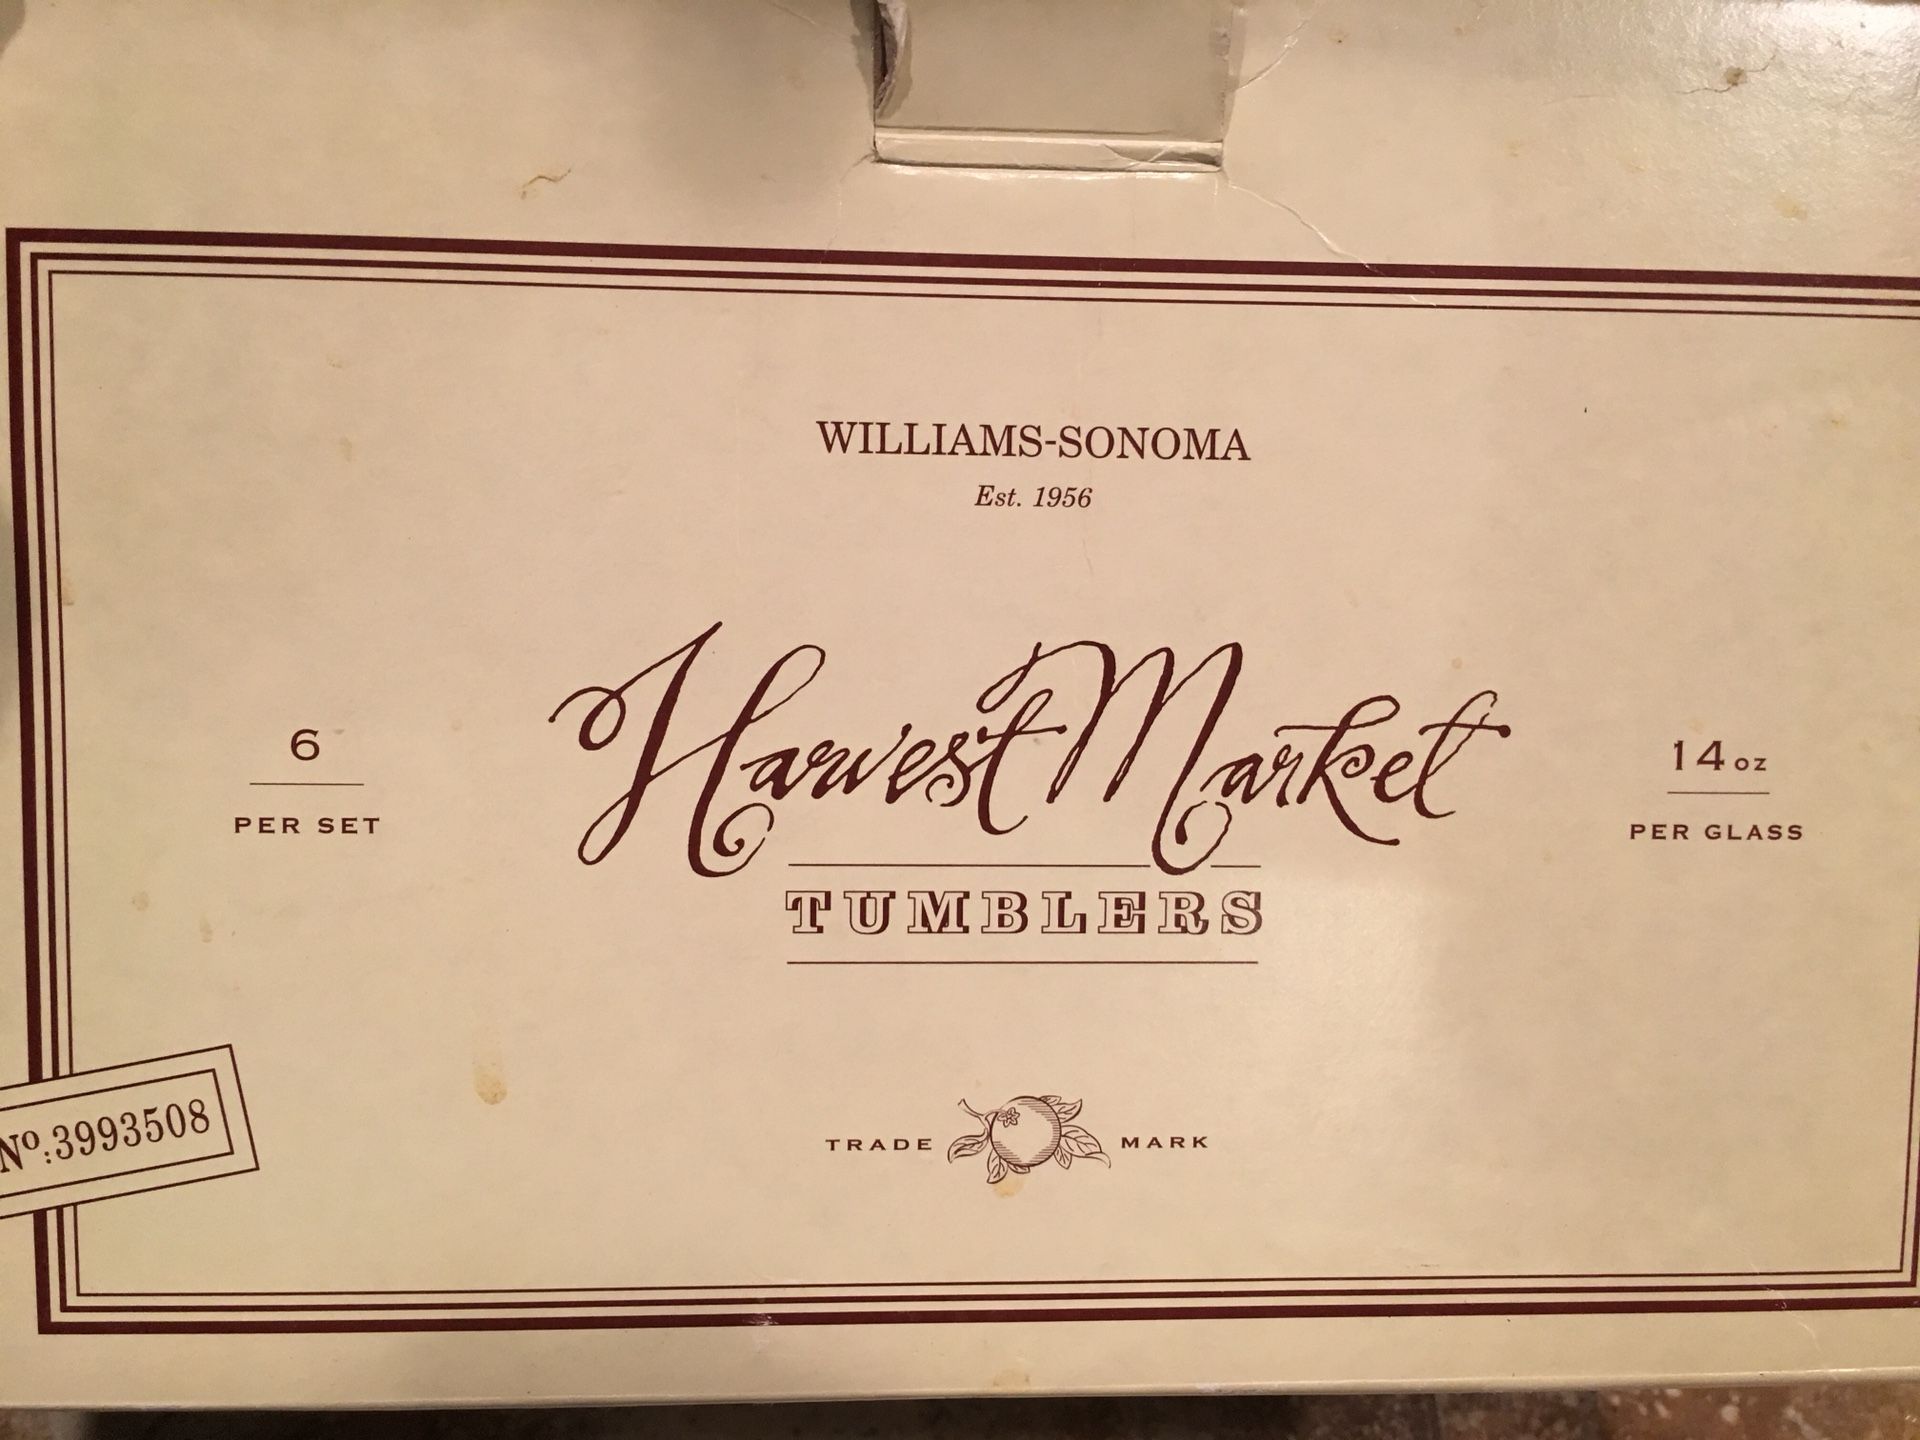 WILLIAMS-SONOMA
Est. 1956
Harvest Market
TUMBLERS
6
PER SET
14 oz
PER GLASS
Nº:3993508
TRADE MARK